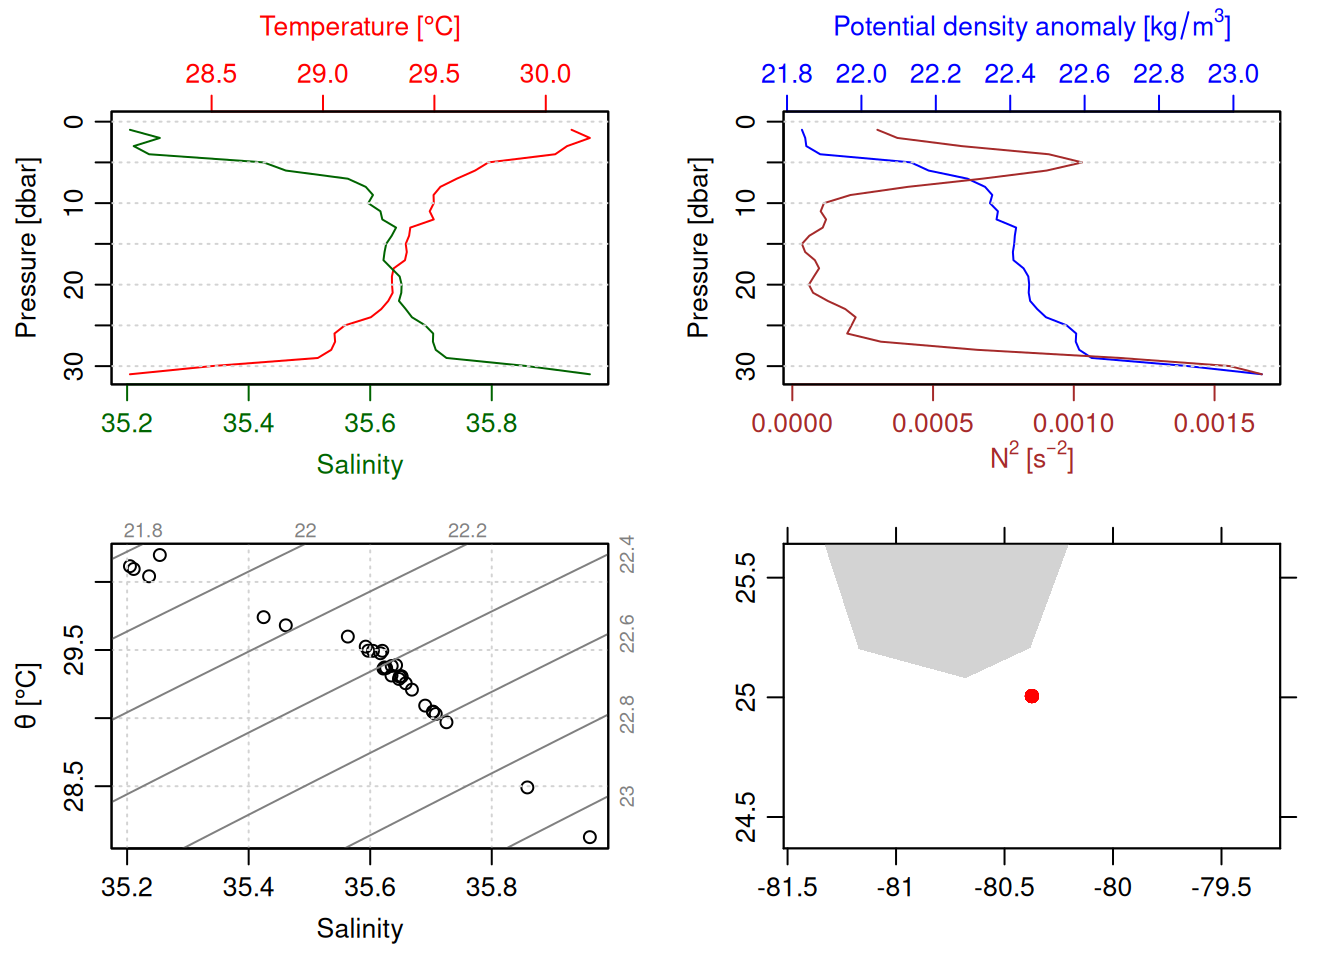 Temperature [°C]
28.5 29.0 29.5 30.0
Pressure [dbar]
0 10 20 30
35.2 35.4 35.6 35.8
Salinity
Potential density anomaly [kg/m³]
21.8 22.0 22.2 22.4 22.6 22.8 23.0
Pressure [dbar]
0 10 20 30
0.0000 0.0005 0.0010 0.0015
N² [s⁻²]
21.8 22 22.2
22.4 22.6 22.8 23
θ [°C]
28.5 29.5
35.2 35.4 35.6 35.8
Salinity
24.5 25 25.5
-81.5 -81 -80.5 -80 -79.5